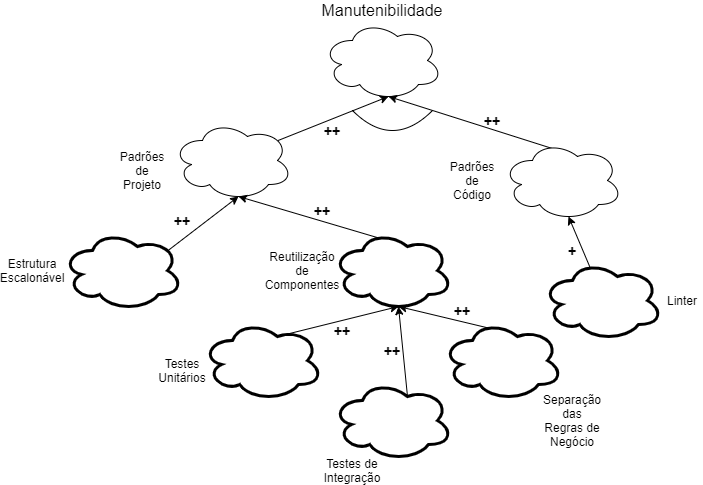 Manutenibilidade
++
++
Padrões
de
Projeto
Padrões
de
Código
++
++
Estrutura
Escalonável
Reutilização
de
Componentes
+
Linter
++
++
++
Testes
Unitários
Separação
das
Regras de
Negócio
Testes de
Integração